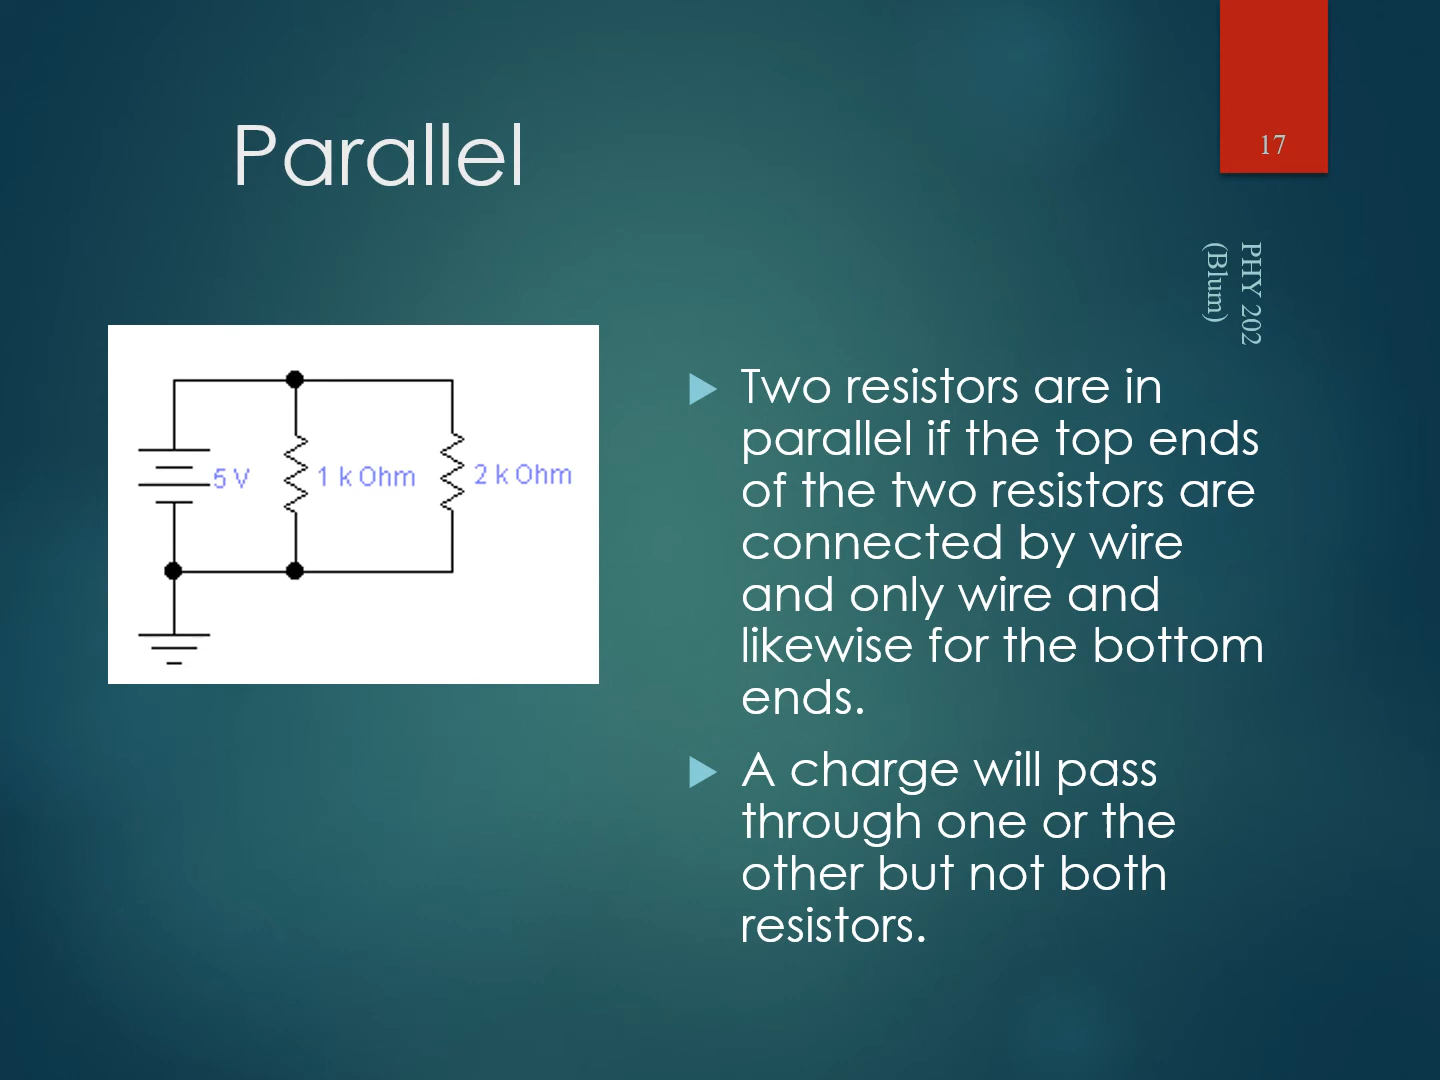 Parallel
17
PHY 202
(Blum)
5 V
1 k Ohm
2 k Ohm
Two resistors are in
parallel if the top ends
of the two resistors are
connected by wire
and only wire and
likewise for the bottom
ends.
A charge will pass
through one or the
other but not both
resistors.